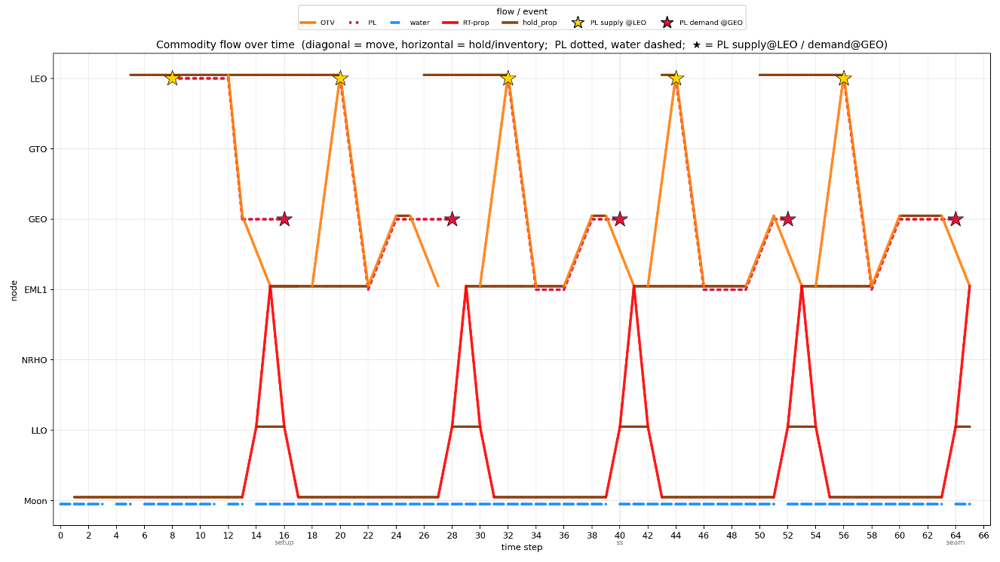 flow / event
OTV PL water RT-prop hold_prop PL supply @LEO PL demand @GEO
Commodity flow over time (diagonal = move, horizontal = hold/inventory; PL dotted, water dashed; ★ = PL supply@LEO / demand@GEO)
LEO
GTO
GEO
EML1
NRHO
LLO
Moon
node
0 2 4 6 8 10 12 14 16 18 20 22 24 26 28 30 32 34 36 38 40 42 44 46 48 50 52 54 56 58 60 62 64 66
setup ss seam
time step